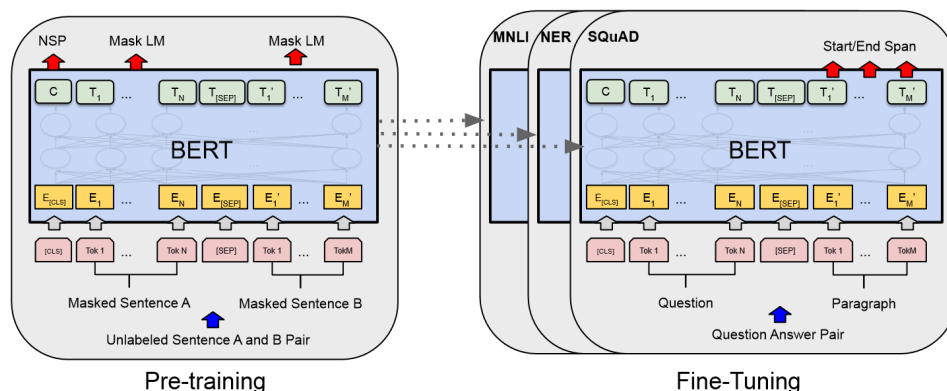 NSP Mask LM Mask LM
C T1 ... TN T[SEP] T1' ... TM'
BERT
E[CLS] E1 ... EN E[SEP] E1' ... EM'
[CLS] Tok 1 ... Tok N [SEP] Tok 1 ... TokM
Masked Sentence A Masked Sentence B
Unlabeled Sentence A and B Pair
Pre-training
MNLI NER SQuAD
Start/End Span
C T1 ... TN T[SEP] T1' ... TM'
BERT
E[CLS] E1 ... EN E[SEP] E1' ... EM'
[CLS] Tok 1 ... Tok N [SEP] Tok 1 ... TokM
Question Paragraph
Question Answer Pair
Fine-Tuning